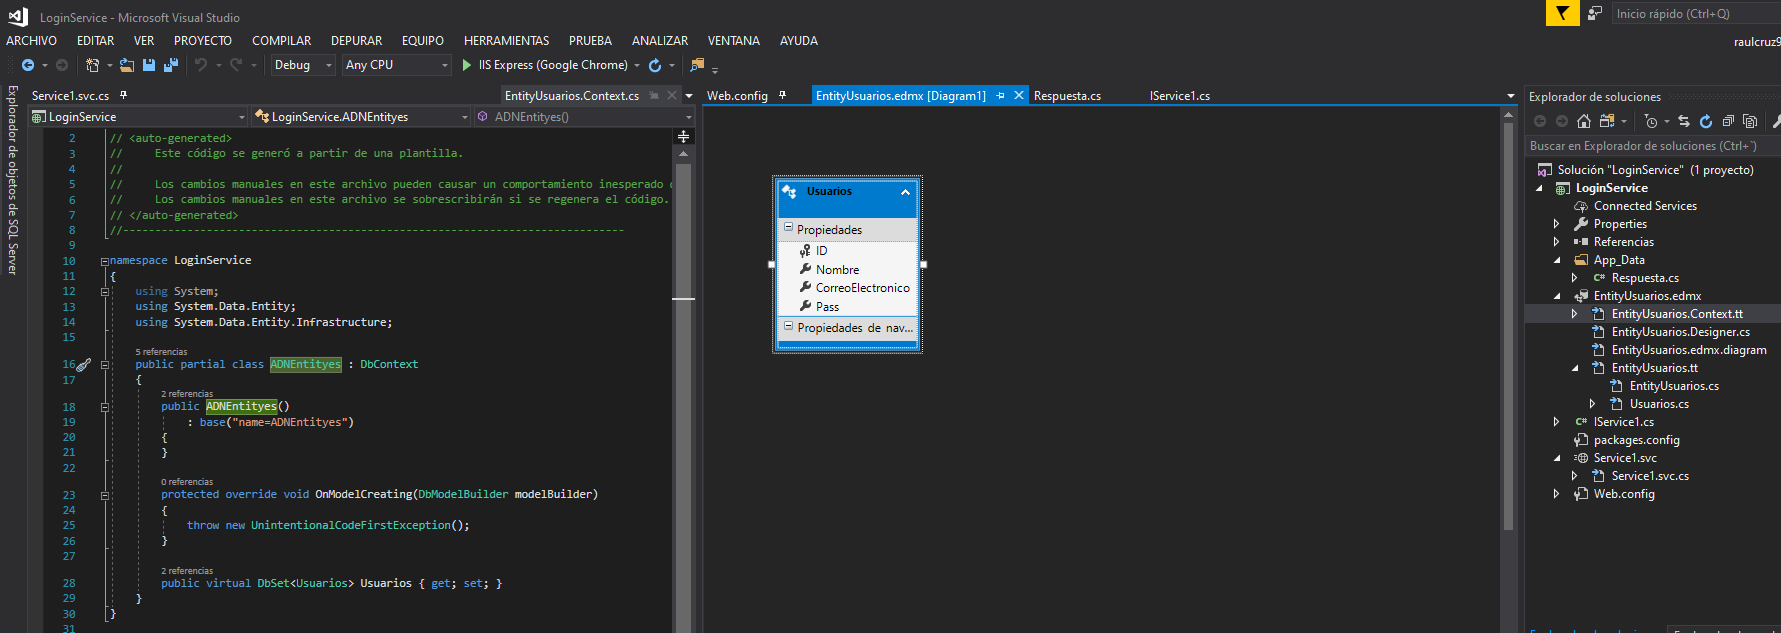 LoginService - Microsoft Visual Studio
Inicio rápido (Ctrl+Q)
ARCHIVO EDITAR VER PROYECTO COMPILAR DEPURAR EQUIPO HERRAMIENTAS PRUEBA ANALIZAR VENTANA AYUDA
raulcruz9
Debug Any CPU IIS Express (Google Chrome)
Explorador de objetos de SQL Server
Service1.svc.cs EntityUsuarios.Context.cs
LoginService LoginService.ADNEntityes ADNEntityes()
2 // <auto-generated>
3 //     Este código se generó a partir de una plantilla.
4 //
5 //     Los cambios manuales en este archivo pueden causar un comportamiento inesperado
6 //     Los cambios manuales en este archivo se sobrescribirán si se regenera el código.
7 // </auto-generated>
8 //------------------------------------------------------------------------------
9
10 namespace LoginService
11 {
12     using System;
13     using System.Data.Entity;
14     using System.Data.Entity.Infrastructure;
15
5 referencias
16     public partial class ADNEntityes : DbContext
17     {
2 referencias
18         public ADNEntityes()
19             : base("name=ADNEntityes")
20         {
21         }
22
0 referencias
23         protected override void OnModelCreating(DbModelBuilder modelBuilder)
24         {
25             throw new UnintentionalCodeFirstException();
26         }
27
2 referencias
28         public virtual DbSet<Usuarios> Usuarios { get; set; }
29     }
30 }
31
Web.config EntityUsuarios.edmx [Diagram1] Respuesta.cs IService1.cs
Usuarios
Propiedades
ID
Nombre
CorreoElectronico
Pass
Propiedades de nav...
Explorador de soluciones
Buscar en Explorador de soluciones (Ctrl+`)
Solución "LoginService" (1 proyecto)
LoginService
Connected Services
Properties
Referencias
App_Data
Respuesta.cs
EntityUsuarios.edmx
EntityUsuarios.Context.tt
EntityUsuarios.Designer.cs
EntityUsuarios.edmx.diagram
EntityUsuarios.tt
EntityUsuarios.cs
Usuarios.cs
IService1.cs
packages.config
Service1.svc
Service1.svc.cs
Web.config